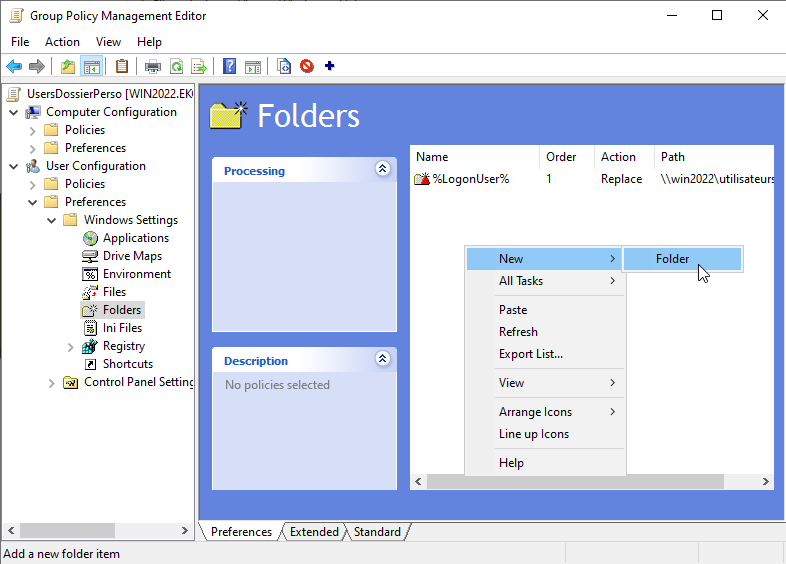 Group Policy Management Editor
File Action View Help
UsersDossierPerso [WIN2022.EK
Computer Configuration
Policies
Preferences
User Configuration
Policies
Preferences
Windows Settings
Applications
Drive Maps
Environment
Files
Folders
Ini Files
Registry
Shortcuts
Control Panel Setting
Folders
Processing
Description
No policies selected
Name Order Action Path
%LogonUser% 1 Replace \\win2022\utilisateurs
New
Folder
All Tasks
Paste
Refresh
Export List...
View
Arrange Icons
Line up Icons
Help
Preferences Extended Standard
Add a new folder item